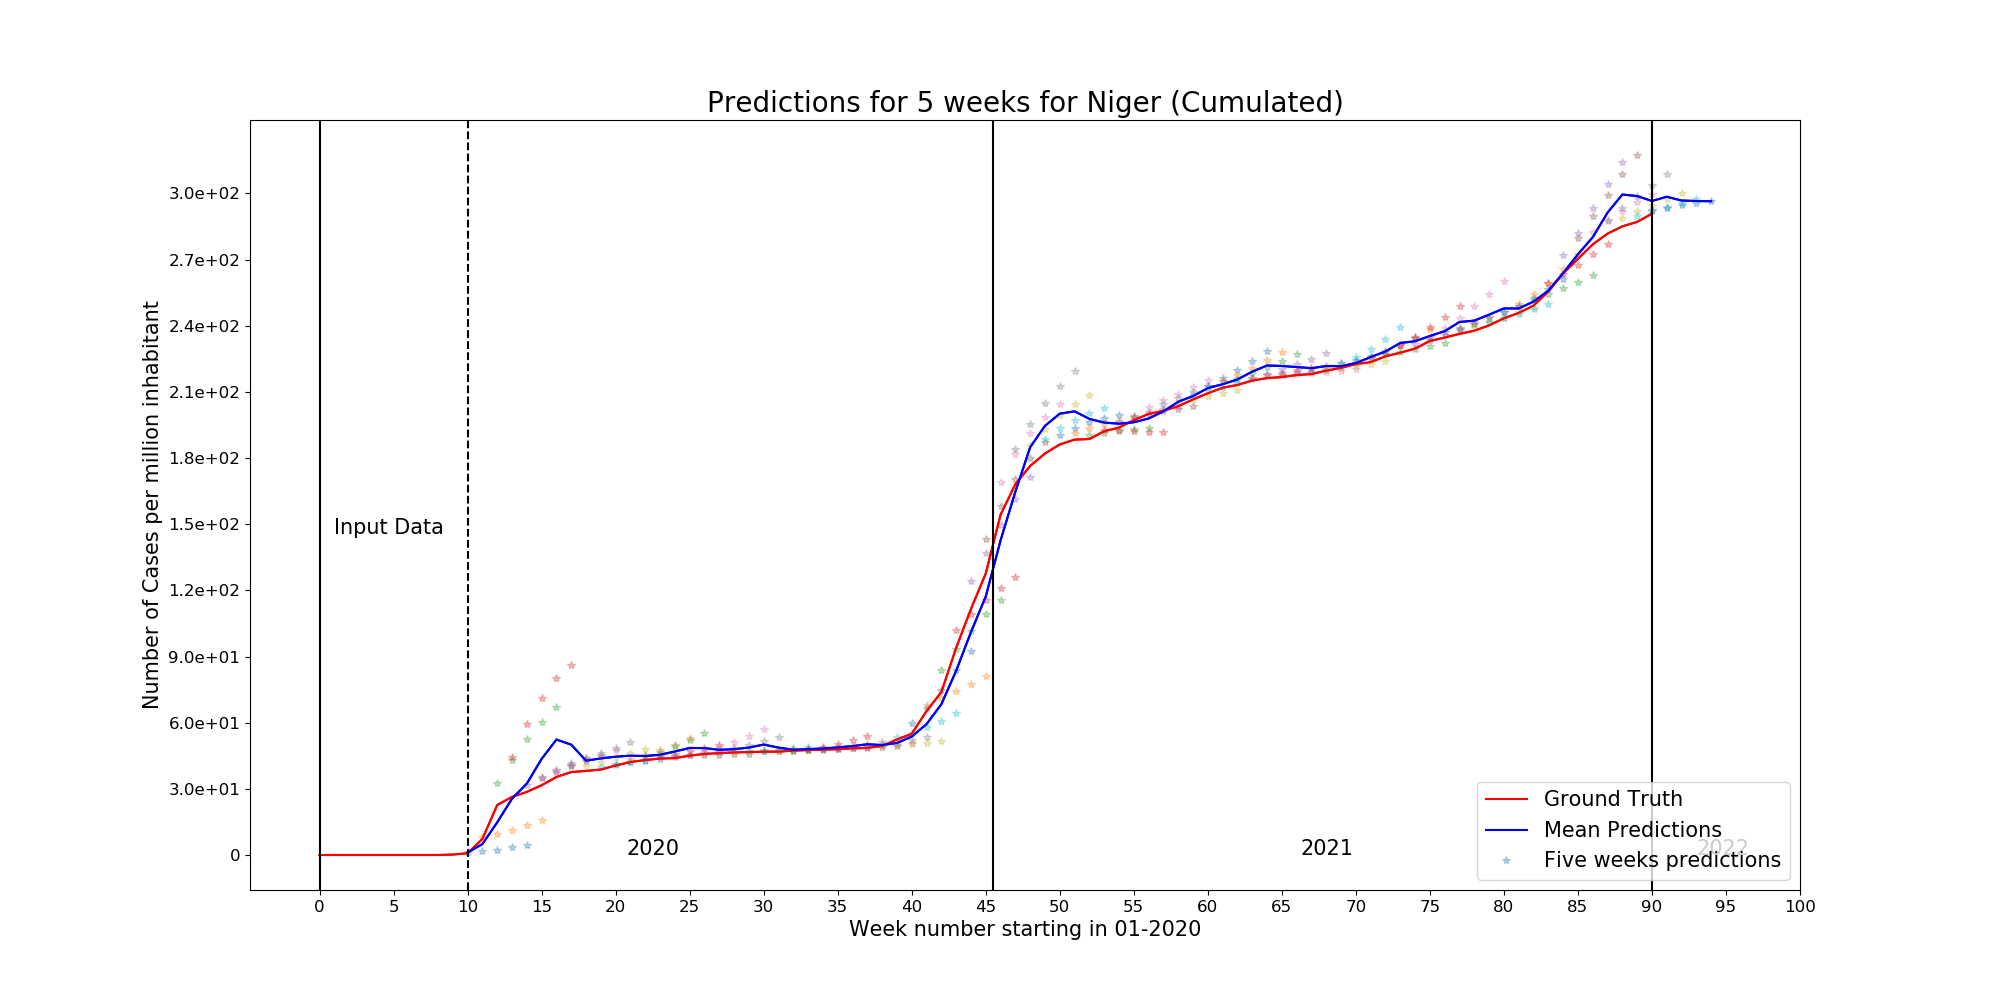 Predictions for 5 weeks for Niger (Cumulated)
Number of Cases per million inhabitant
3.0e+02
2.7e+02
2.4e+02
2.1e+02
1.8e+02
1.5e+02
1.2e+02
9.0e+01
6.0e+01
3.0e+01
0
Input Data
2020
2021
2022
Ground Truth
Mean Predictions
Five weeks predictions
0 5 10 15 20 25 30 35 40 45 50 55 60 65 70 75 80 85 90 95 100
Week number starting in 01-2020